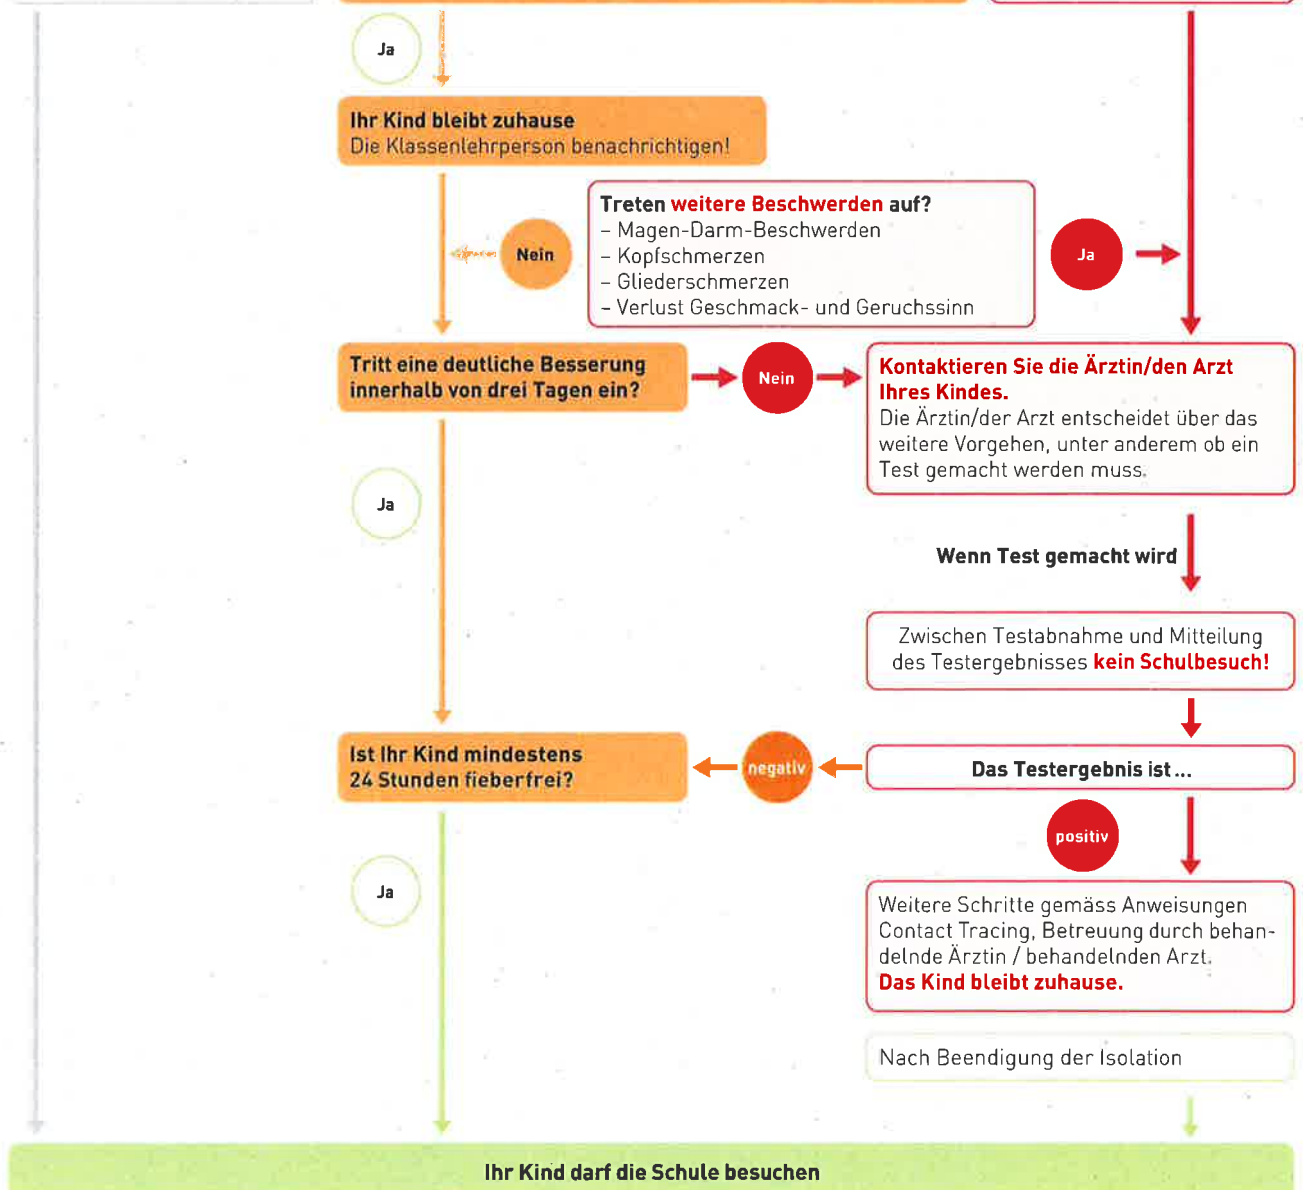 Ja
Ihr Kind bleibt zuhause
Die Klassenlehrperson benachrichtigen!
Treten weitere Beschwerden auf?
– Magen-Darm-Beschwerden
– Kopfschmerzen
– Gliederschmerzen
– Verlust Geschmack- und Geruchssinn
Nein
Ja
Tritt eine deutliche Besserung
innerhalb von drei Tagen ein?
Nein
Kontaktieren Sie die Ärztin/den Arzt
Ihres Kindes.
Die Ärztin/der Arzt entscheidet über das
weitere Vorgehen, unter anderem ob ein
Test gemacht werden muss.
Ja
Wenn Test gemacht wird
Zwischen Testabnahme und Mitteilung
des Testergebnisses kein Schulbesuch!
Ist Ihr Kind mindestens
24 Stunden fieberfrei?
negativ
Das Testergebnis ist ...
positiv
Ja
Weitere Schritte gemäss Anweisungen
Contact Tracing, Betreuung durch behan-
delnde Ärztin / behandelnden Arzt.
Das Kind bleibt zuhause.
Nach Beendigung der Isolation
Ihr Kind darf die Schule besuchen